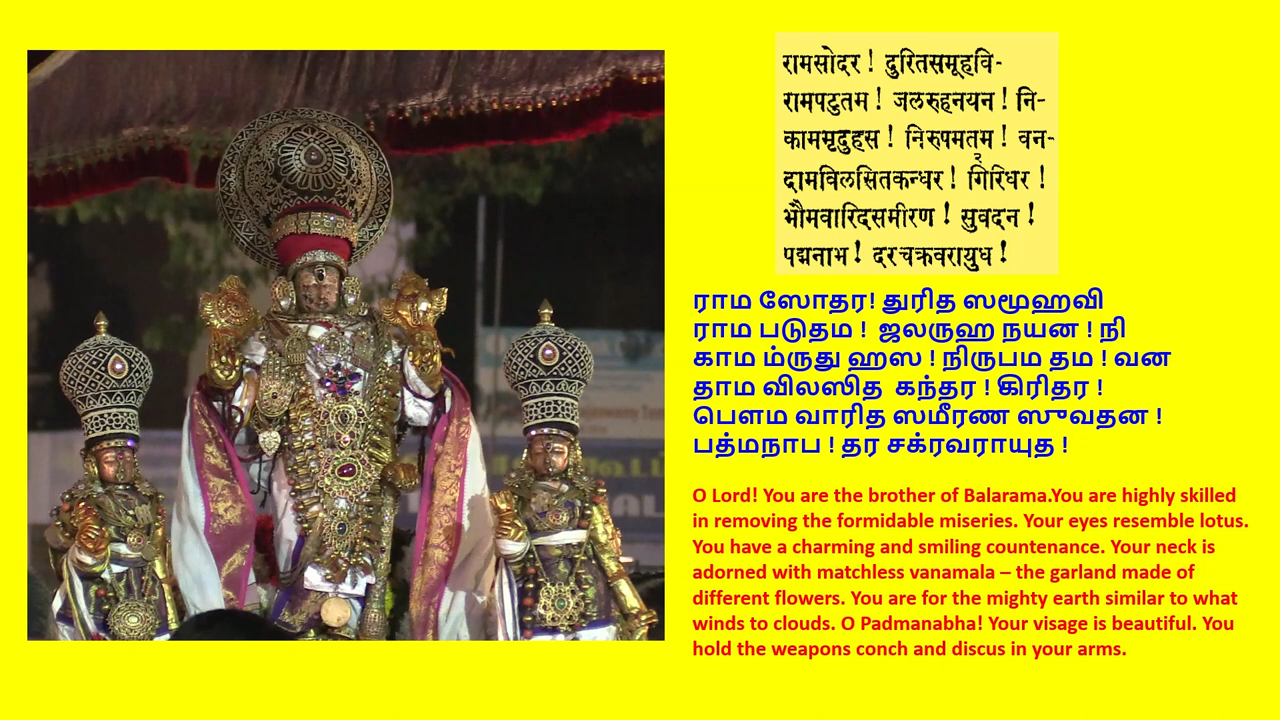 रामसोदर ! दुरितसमूहवि-
रामपटुतम ! जलरुहनयन ! नि-
काममृदुहस ! निरुपमतम ! वन-
दामविलसितकन्धर ! गिरिधर !
भौमवारिदसमीरण ! सुवदन !
पद्मनाभ ! दरचक्रवरायुध !
ராம ஸோதர! துரித ஸமூஹவி
ராம படுதம ! ஜலருஹ நயன ! நி
காம ம்ருது ஹஸ ! நிருபம தம ! வன
தாம விலஸித கந்தர ! கிரிதர !
பௌம வாரித ஸமீரண ஸுவதன !
பத்மநாப ! தர சக்ரவராயுத !
O Lord! You are the brother of Balarama.You are highly skilled
in removing the formidable miseries. Your eyes resemble lotus.
You have a charming and smiling countenance. Your neck is
adorned with matchless vanamala – the garland made of
different flowers. You are for the mighty earth similar to what
winds to clouds. O Padmanabha! Your visage is beautiful. You
hold the weapons conch and discus in your arms.